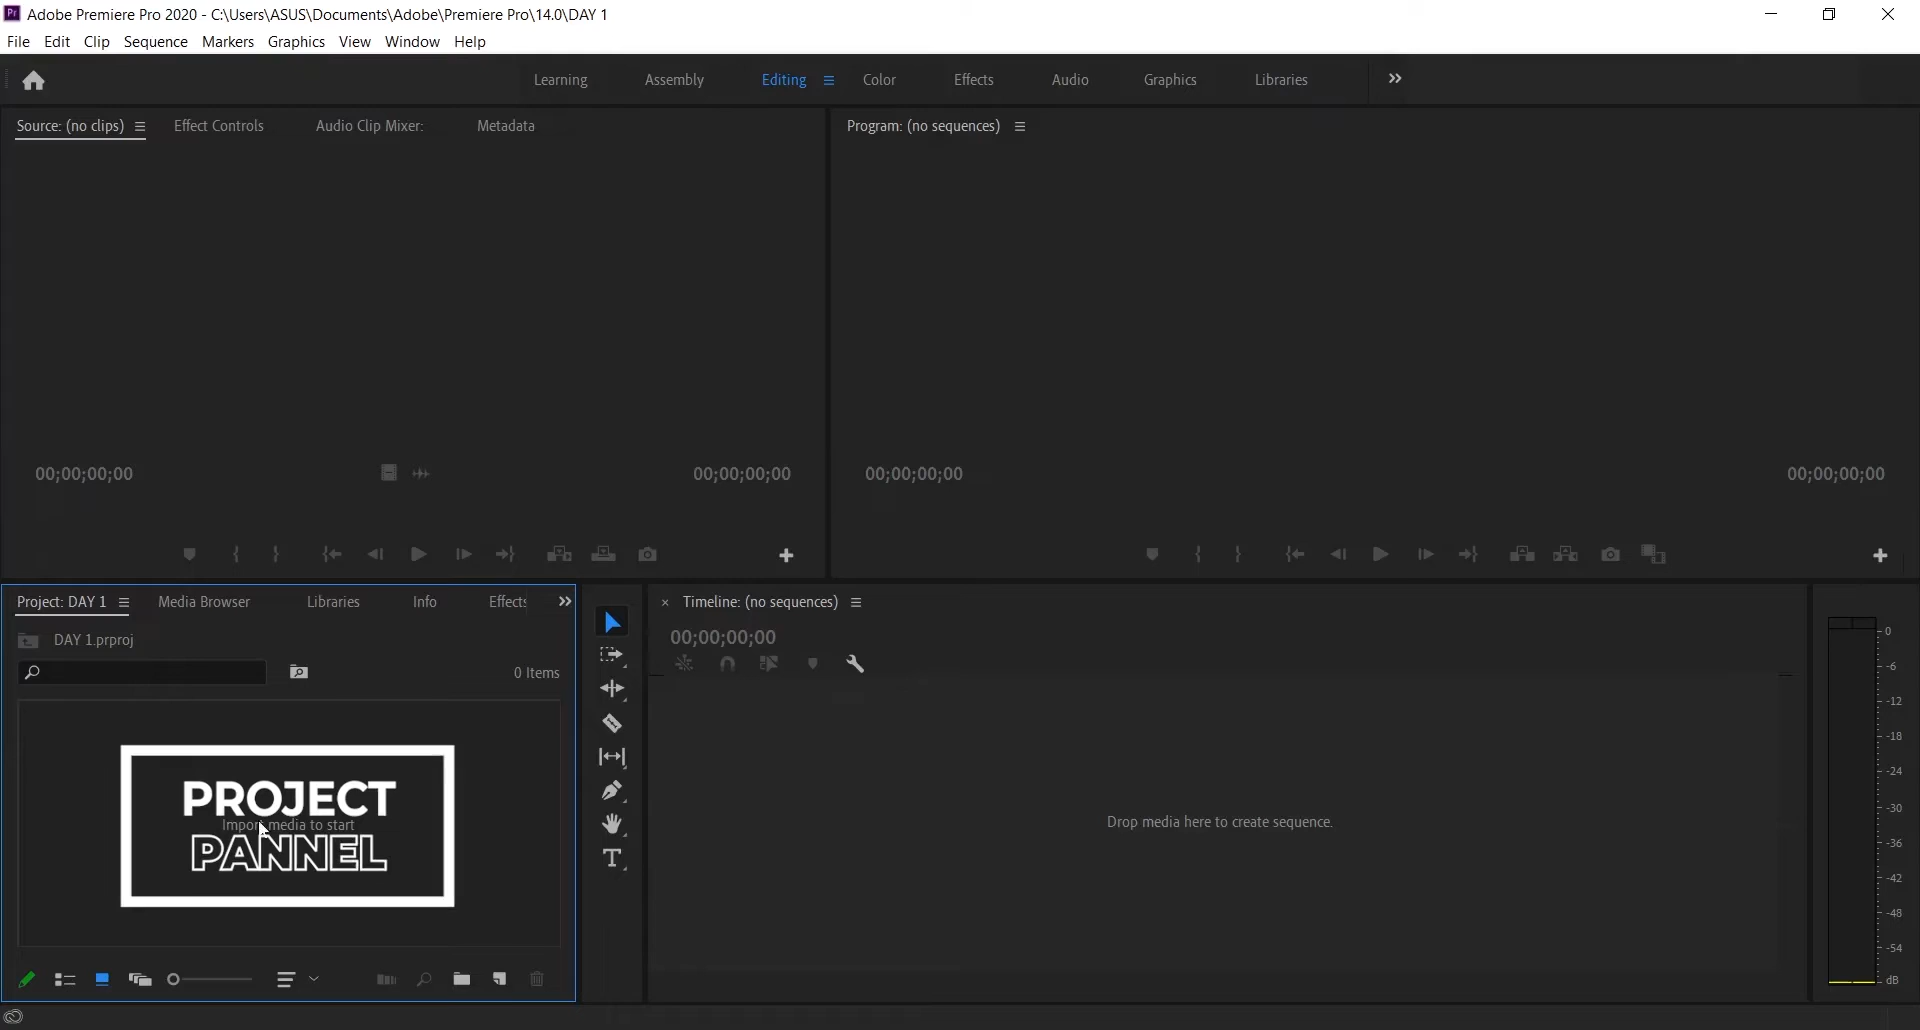 Adobe Premiere Pro 2020 - C:\Users\ASUS\Documents\Adobe\Premiere Pro\14.0\DAY 1
File Edit Clip Sequence Markers Graphics View Window Help
Learning Assembly Editing Color Effects Audio Graphics Libraries
Source: (no clips) Effect Controls Audio Clip Mixer: Metadata
Program: (no sequences)
00;00;00;00 00;00;00;00
00;00;00;00 00;00;00;00
Project: DAY 1 Media Browser Libraries Info Effects
DAY 1.prproj
0 Items
PROJECT
Import media to start
PANNEL
Timeline: (no sequences)
00;00;00;00
Drop media here to create sequence.
0
-6
-12
-18
-24
-30
-36
-42
-48
-54
dB